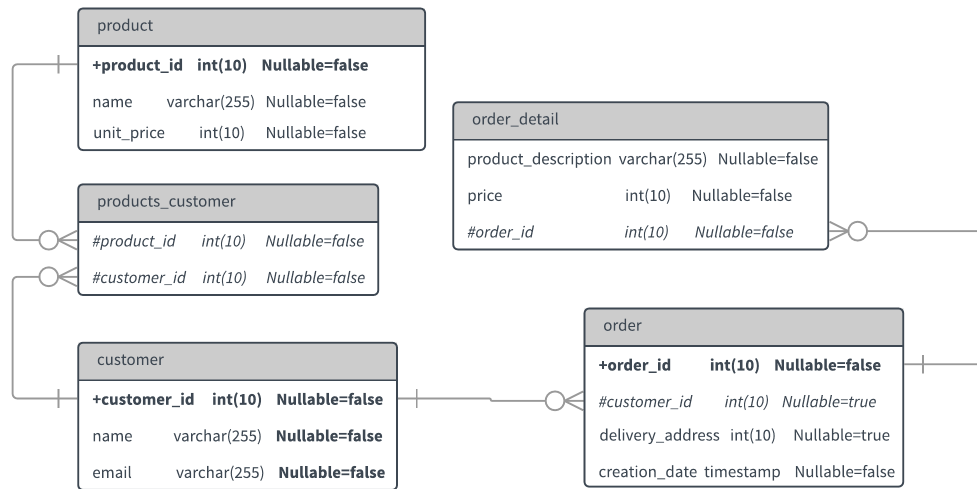 product
+product_id int(10) Nullable=false
name varchar(255) Nullable=false
unit_price int(10) Nullable=false
products_customer
#product_id int(10) Nullable=false
#customer_id int(10) Nullable=false
customer
+customer_id int(10) Nullable=false
name varchar(255) Nullable=false
email varchar(255) Nullable=false
order_detail
product_description varchar(255) Nullable=false
price int(10) Nullable=false
#order_id int(10) Nullable=false
order
+order_id int(10) Nullable=false
#customer_id int(10) Nullable=true
delivery_address int(10) Nullable=true
creation_date timestamp Nullable=false